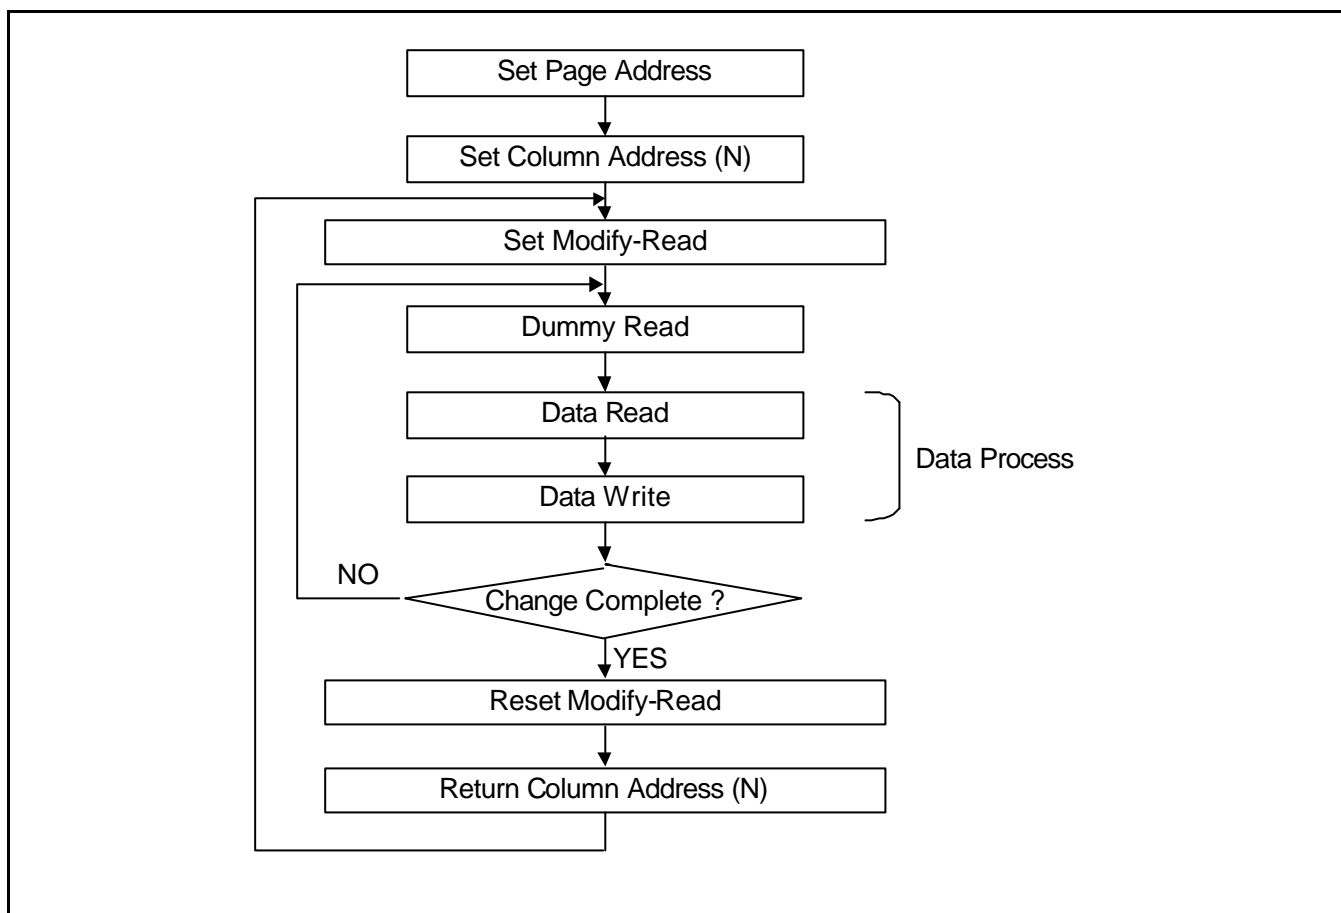 Set Page Address
Set Column Address (N)
Set Modify-Read
Dummy Read
Data Read
Data Process
Data Write
NO
Change Complete ?
YES
Reset Modify-Read
Return Column Address (N)